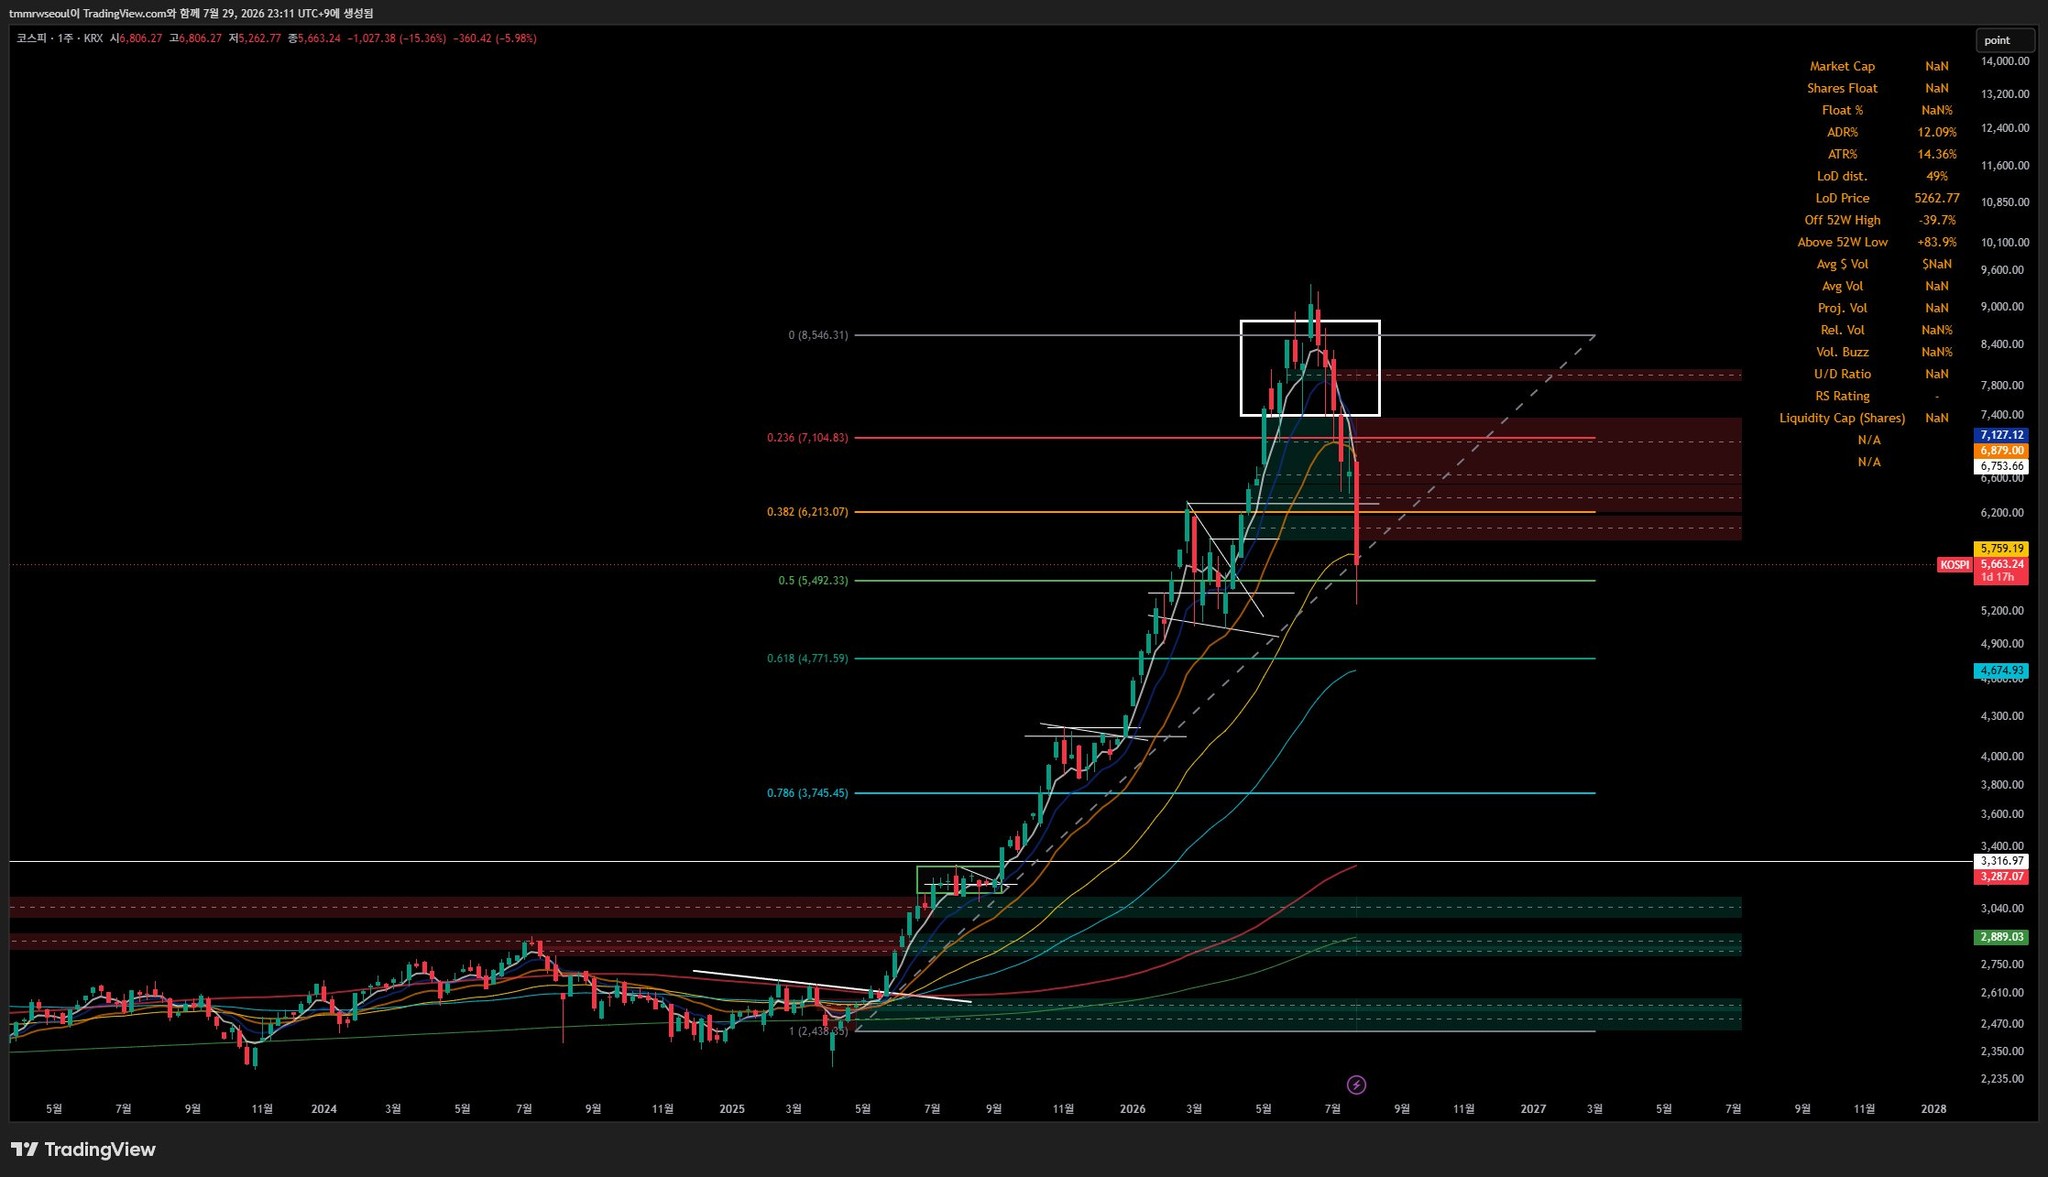 tmmrwseoul이 TradingView.com와 함께 7월 29, 2026 23:11 UTC+9에 생성됨
코스피 · 1주 · KRX 시6,806.27 고6,806.27 저5,262.77 종5,663.24 −1,027.38 (−15.36%) −360.42 (−5.98%)
point
14,000.00
13,200.00
12,400.00
11,600.00
10,850.00
10,100.00
9,600.00
9,000.00
8,400.00
7,800.00
7,400.00
7,127.12
6,879.00
6,753.66
6,600.00
6,200.00
5,759.19
KOSPI 5,663.24
1d 17h
5,200.00
4,900.00
4,674.93
4,300.00
4,000.00
3,800.00
3,600.00
3,400.00
3,316.97
3,287.07
3,040.00
2,889.03
2,750.00
2,610.00
2,470.00
2,350.00
2,235.00
Market Cap NaN
Shares Float NaN
Float % NaN%
ADR% 12.09%
ATR% 14.36%
LoD dist. 49%
LoD Price 5262.77
Off 52W High -39.7%
Above 52W Low +83.9%
Avg $ Vol $NaN
Avg Vol NaN
Proj. Vol NaN
Rel. Vol NaN%
Vol. Buzz NaN%
U/D Ratio NaN
RS Rating -
Liquidity Cap (Shares) NaN
N/A
N/A
0 (8,546.31)
0.236 (7,104.83)
0.382 (6,213.07)
0.5 (5,492.33)
0.618 (4,771.59)
0.786 (3,745.45)
1 (2,438.35)
5월 7월 9월 11월 2024 3월 5월 7월 9월 11월 2025 3월 5월 7월 9월 11월 2026 3월 5월 7월 9월 11월 2027 3월 5월 7월 9월 11월 2028
TradingView